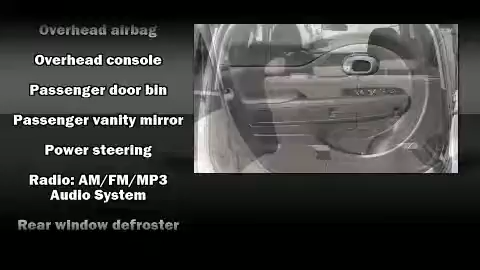 Overhead airbag
Overhead console
Passenger door bin
Passenger vanity mirror
Power steering
Radio: AM/FM/MP3
Audio System
Rear window defroster